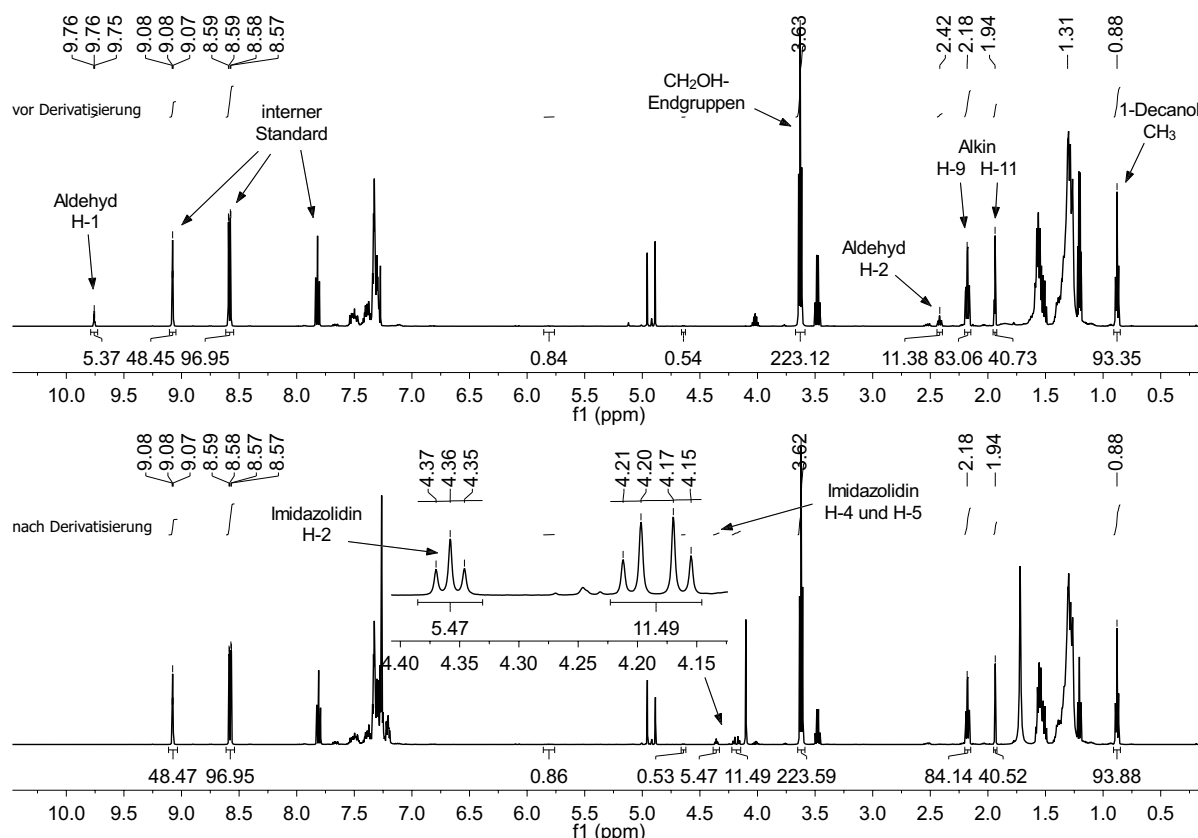 9.76
9.76
9.75
9.08
9.08
9.07
8.59
8.59
8.58
8.57
3.63
2.42
2.18
1.94
1.31
0.88
vor Derivatisierung
interner
Standard
CH₂OH-
Endgruppen
1-Decanol
CH₃
Aldehyd
H-1
Alkin
H-9 H-11
Aldehyd
H-2
5.37 48.45 96.95 0.84 0.54 223.12 11.38 83.06 40.73 93.35
10.0 9.5 9.0 8.5 8.0 7.5 7.0 6.5 6.0 5.5 5.0 4.5 4.0 3.5 3.0 2.5 2.0 1.5 1.0 0.5
f1 (ppm)
9.08
9.08
9.07
8.59
8.58
8.57
8.57
4.37
4.36
4.35
4.21
4.20
4.17
4.15
3.62
2.18
1.94
0.88
nach Derivatisierung
Imidazolidin
H-2
Imidazolidin
H-4 und H-5
5.47 11.49
4.40 4.35 4.30 4.25 4.20 4.15
48.47 96.95 0.86 0.53 5.47 11.49 223.59 84.14 40.52 93.88
10.0 9.5 9.0 8.5 8.0 7.5 7.0 6.5 6.0 5.5 5.0 4.5 4.0 3.5 3.0 2.5 2.0 1.5 1.0 0.5
f1 (ppm)